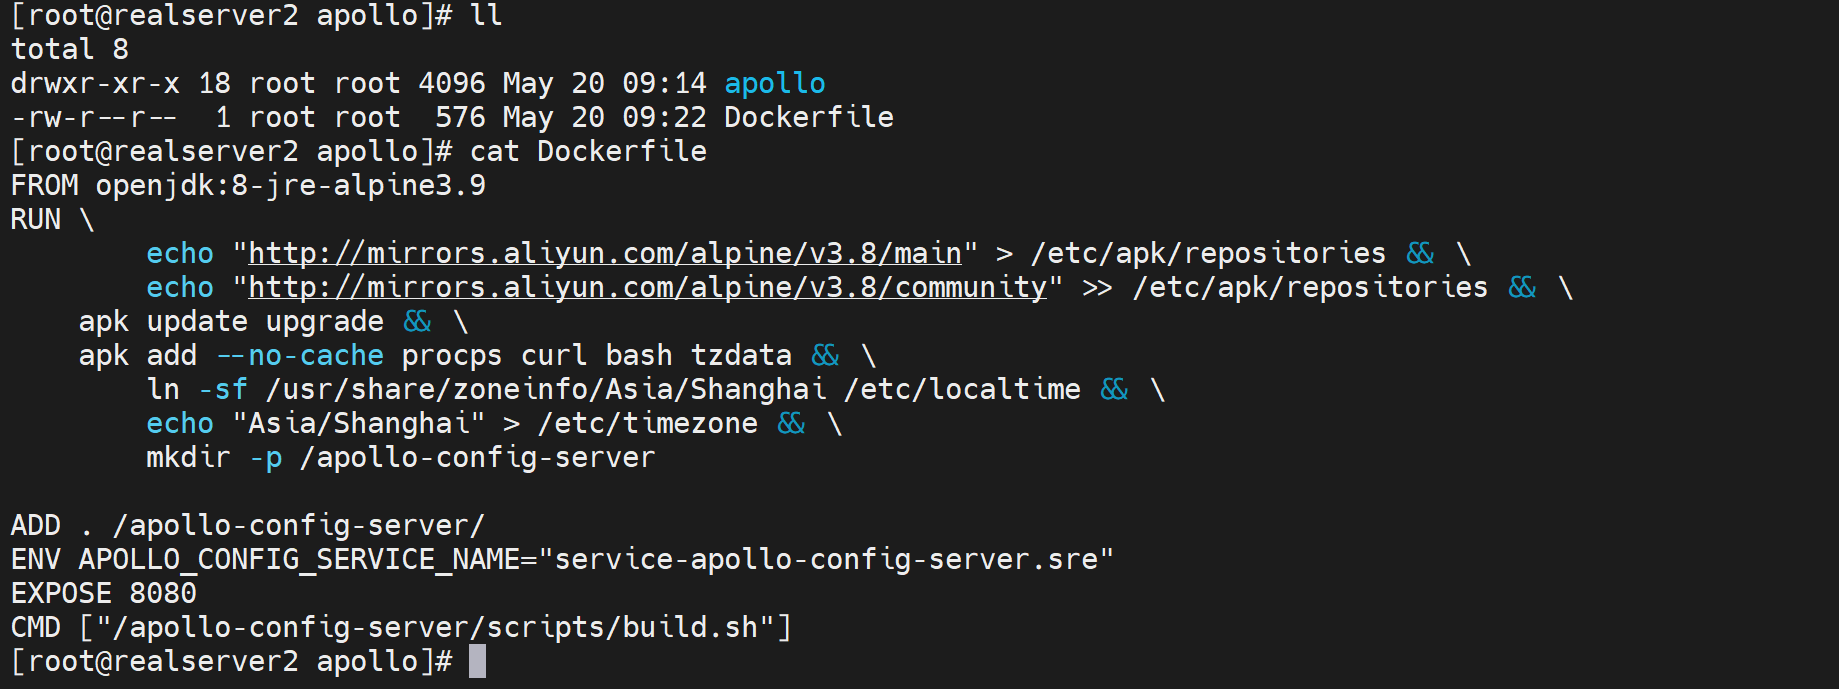 [root@realserver2 apollo]# ll
total 8
drwxr-xr-x 18 root root 4096 May 20 09:14 apollo
-rw-r--r--  1 root root  576 May 20 09:22 Dockerfile
[root@realserver2 apollo]# cat Dockerfile
FROM openjdk:8-jre-alpine3.9
RUN \
        echo "http://mirrors.aliyun.com/alpine/v3.8/main" > /etc/apk/repositories && \
        echo "http://mirrors.aliyun.com/alpine/v3.8/community" >> /etc/apk/repositories && \
    apk update upgrade && \
    apk add --no-cache procps curl bash tzdata && \
        ln -sf /usr/share/zoneinfo/Asia/Shanghai /etc/localtime && \
        echo "Asia/Shanghai" > /etc/timezone && \
        mkdir -p /apollo-config-server

ADD . /apollo-config-server/
ENV APOLLO_CONFIG_SERVICE_NAME="service-apollo-config-server.sre"
EXPOSE 8080
CMD ["/apollo-config-server/scripts/build.sh"]
[root@realserver2 apollo]#